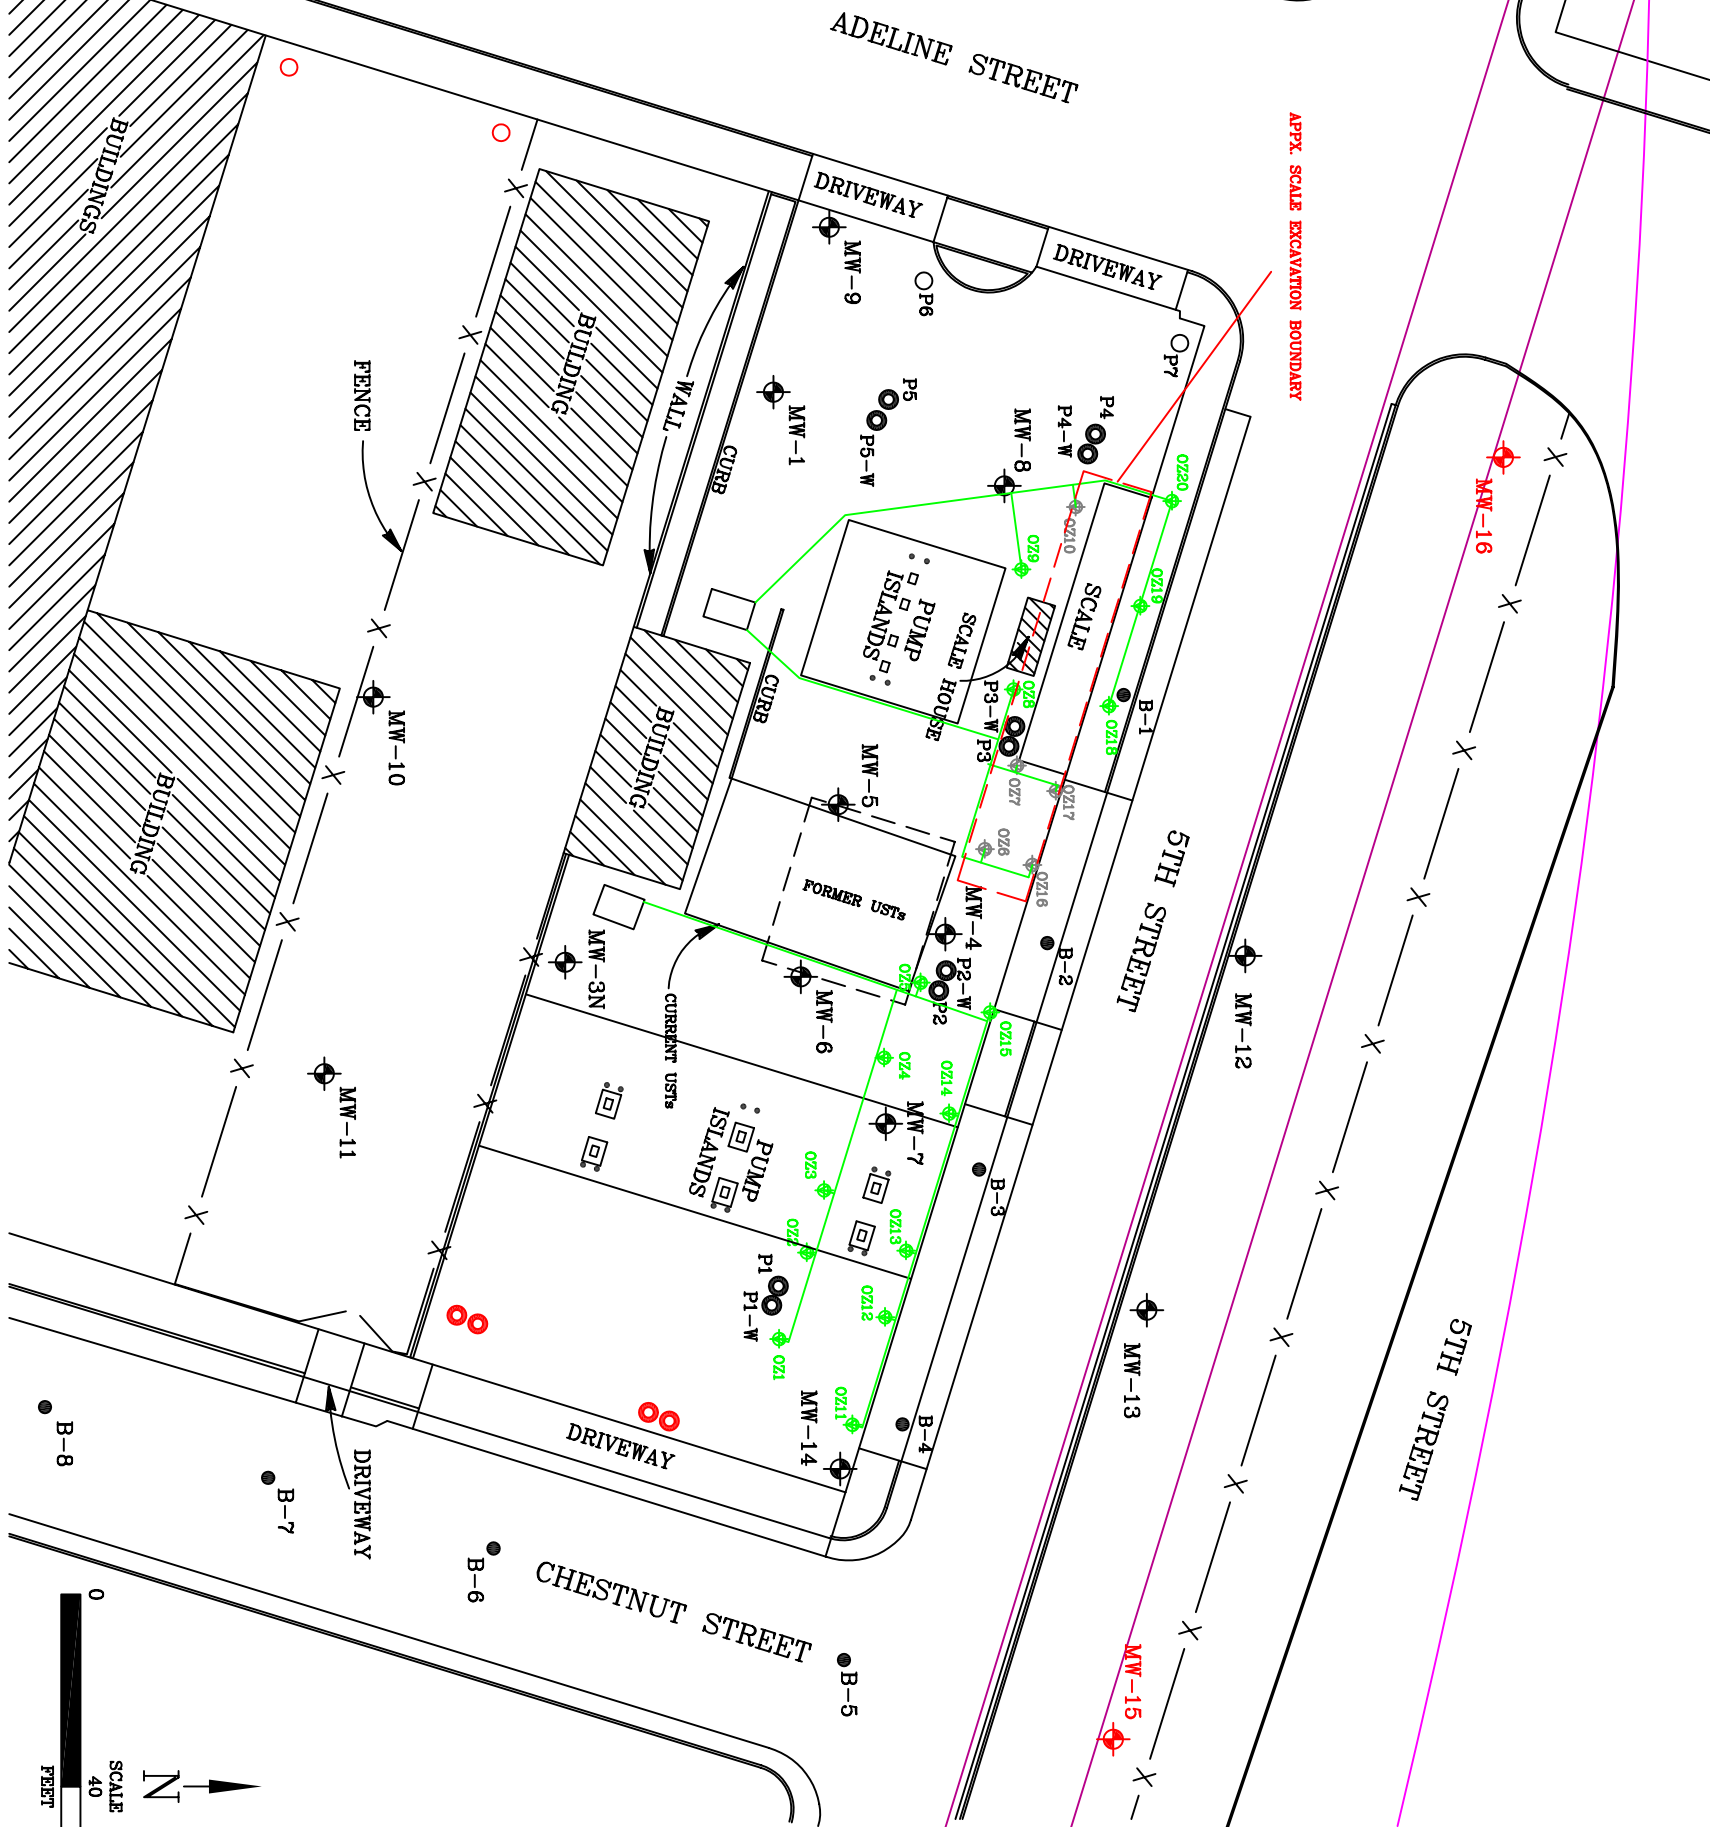 ADELINE STREET
APPX. SCALE EXCAVATION BOUNDARY
BUILDINGS
DRIVEWAY
DRIVEWAY
MW-9
P6
P7
BUILDING
WALL
FENCE
CURB
MW-1
P5
P5-W
P4
P4-W
MW-8
OZ20
OZ10
OZ9
OZ19
MW-16
SCALE
PUMP
ISLANDS
SCALE HOUSE
OZ8
P3-W
P3
B-1
OZ18
OZ7
OZ17
OZ6
OZ16
MW-10
BUILDING
BUILDING
CURB
MW-5
FORMER USTs
MW-4
B-2
5TH STREET
MW-12
MW-3N
CURRENT USTs
MW-6
OZ5
P2-W
P2
OZ15
OZ4
OZ14
MW-7
MW-11
PUMP
ISLANDS
OZ3
OZ2
OZ13
B-3
P1
P1-W
OZ1
OZ12
MW-13
5TH STREET
OZ11
MW-14
B-4
DRIVEWAY
DRIVEWAY
B-8
B-7
B-6
CHESTNUT STREET
B-5
MW-15
0
40
SCALE
FEET
N